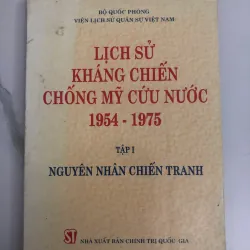 BỘ QUỐC PHÒNG
VIỆN LỊCH SỬ QUÂN SỰ VIỆT NAM
LỊCH SỬ
KHÁNG CHIẾN
CHỐNG MỸ CỨU NƯỚC
1954 - 1975
TẬP I
NGUYÊN NHÂN CHIẾN TRANH
ST
NHÀ XUẤT BẢN CHÍNH TRỊ QUỐC GIA